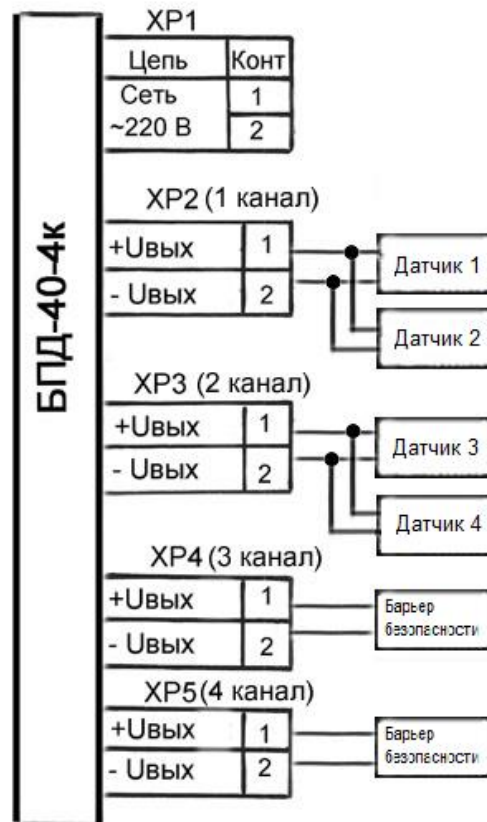 БПД-40-4к
XP1
Цепь Конт
Сеть 1
~220 В 2
XP2 (1 канал)
+Uвых 1
- Uвых 2
Датчик 1
Датчик 2
XP3 (2 канал)
+Uвых 1
- Uвых 2
Датчик 3
Датчик 4
XP4 (3 канал)
+Uвых 1
- Uвых 2
Барьер
безопасности
XP5 (4 канал)
+Uвых 1
- Uвых 2
Барьер
безопасности